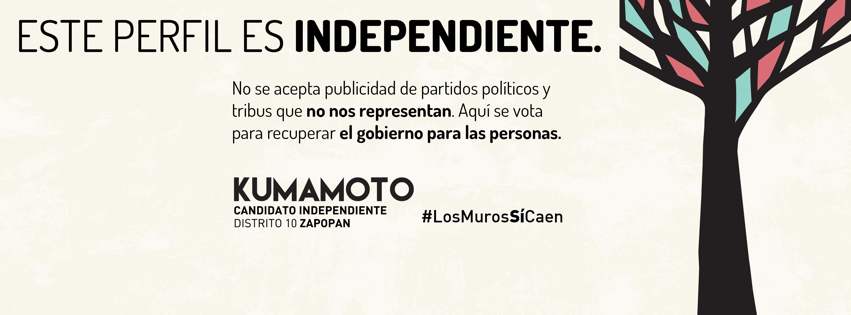 ESTE PERFIL ES INDEPENDIENTE.
No se acepta publicidad de partidos políticos y
tribus que no nos representan. Aquí se vota
para recuperar el gobierno para las personas.
KUMAMOTO
CANDIDATO INDEPENDIENTE
DISTRITO 10 ZAPOPAN
#LosMurosSíCaen